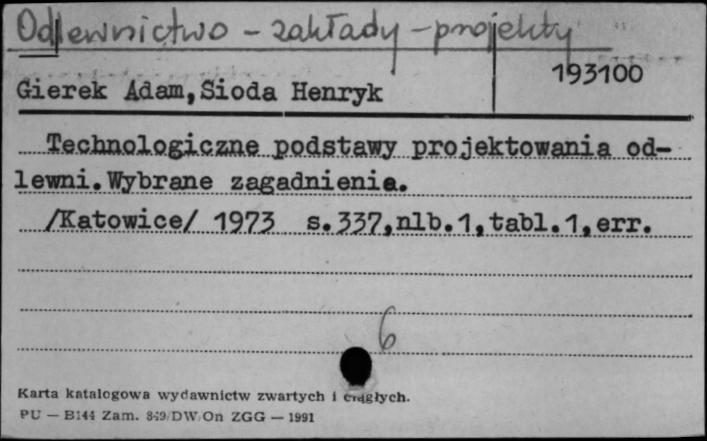 Odlewnictwo - zakłady - projekty
193100
Gierek Adam, Sioda Henryk
Technologiczne podstawy projektowania od-
lewni. Wybrane zagadnienia.
/Katowice/ 1973 s.337,nlb.1,tabl.1,err.
6
Karta katalogowa wydawnictw zwartych i ciągłych.
PU — B144 Zam. 849/DW/On ZGG — 1991